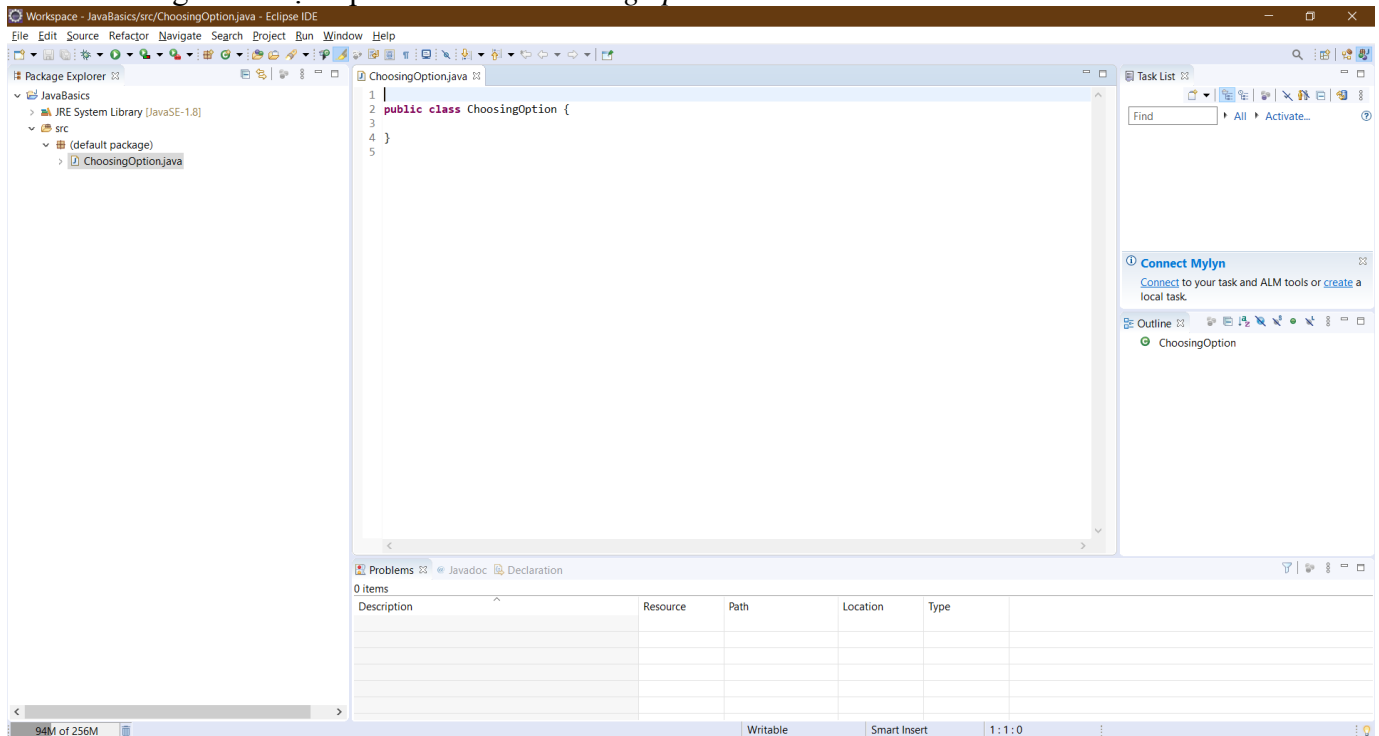 Workspace - JavaBasics/src/ChoosingOption.java - Eclipse IDE
File Edit Source Refactor Navigate Search Project Run Window Help
Package Explorer
JavaBasics
JRE System Library [JavaSE-1.8]
src
(default package)
ChoosingOption.java
ChoosingOption.java
1
2 public class ChoosingOption {
3
4 }
5
Task List
Find All Activate...
Connect Mylyn
Connect to your task and ALM tools or create a
local task.
Outline
ChoosingOption
Problems Javadoc Declaration
0 items
Description Resource Path Location Type
94M of 256M Writable Smart Insert 1 : 1 : 0